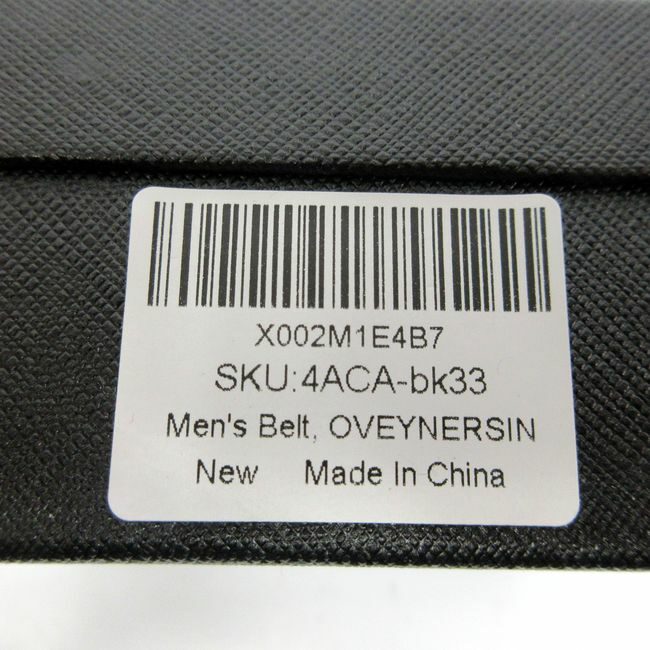 X002M1E4B7
SKU:4ACA-bk33
Men's Belt, OVEYNERSIN
New Made In China